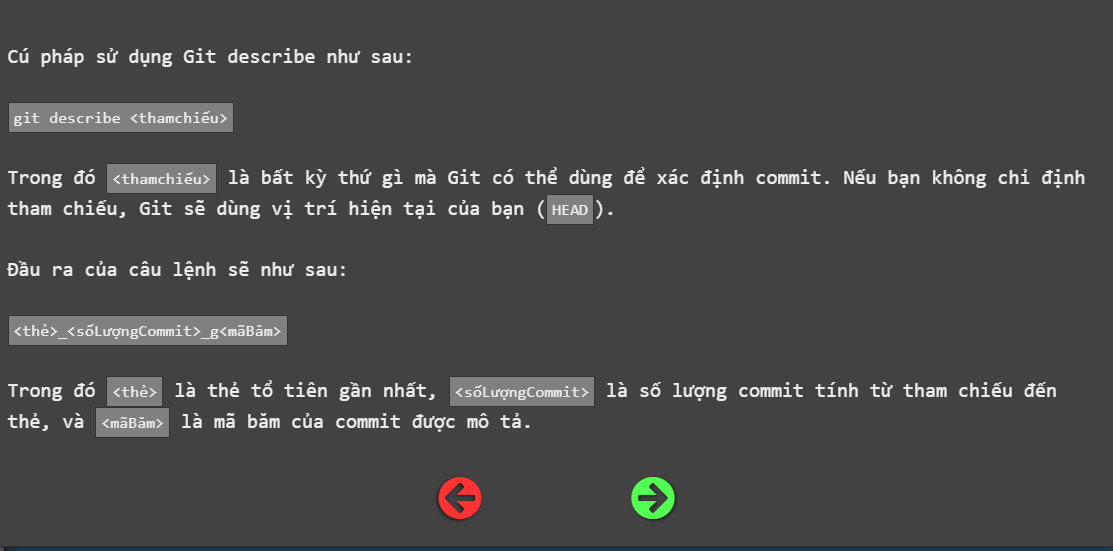 Cú pháp sử dụng Git describe như sau:
git describe <thamchiếu>
Trong đó <thamchiếu> là bất kỳ thứ gì mà Git có thể dùng để xác định commit. Nếu bạn không chỉ định
tham chiếu, Git sẽ dùng vị trí hiện tại của bạn (HEAD).
Đầu ra của câu lệnh sẽ như sau:
<thẻ>_<sốLượngCommit>_g<mãBăm>
Trong đó <thẻ> là thẻ tổ tiên gần nhất, <sốLượngCommit> là số lượng commit tính từ tham chiếu đến
thẻ, và <mãBăm> là mã băm của commit được mô tả.